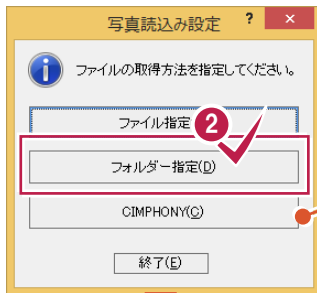 写真読込み設定 ? ×
ファイルの取得方法を指定してください。
ファイル指定 2
フォルダー指定(D)
CIMPHONY(C)
終了(E)